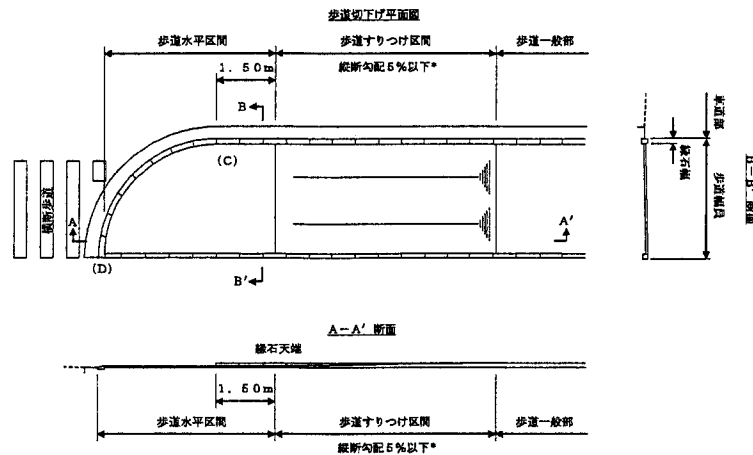 歩道切下げ平面図
歩道水平区間
歩道すりつけ区間
歩道一般部
1.50m
縦断勾配5%以下*
B
(C)
横断歩道
A
A'
(D)
B'
車道部
縁石幅
歩道幅員
B-B'断面
A-A'断面
縁石天端
1.50m
歩道水平区間
歩道すりつけ区間
歩道一般部
縦断勾配5%以下*